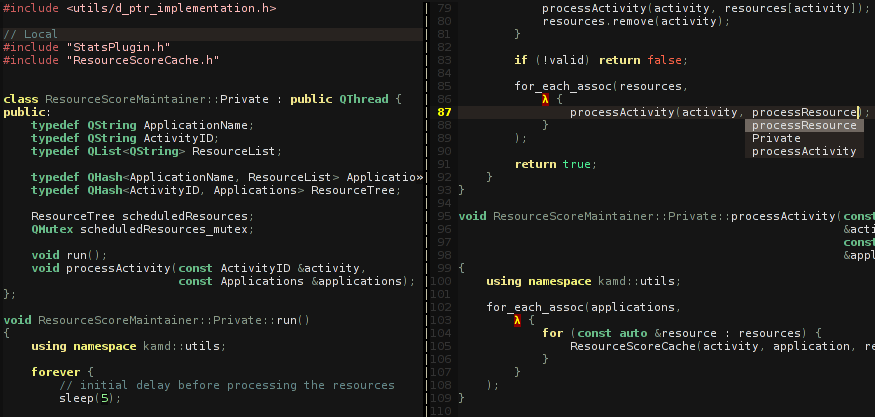 #include <utils/d_ptr_implementation.h>

// Local
#include "StatsPlugin.h"
#include "ResourceScoreCache.h"

class ResourceScoreMaintainer::Private : public QThread {
public:
    typedef QString ApplicationName;
    typedef QString ActivityID;
    typedef QList<QString> ResourceList;

    typedef QHash<ApplicationName, ResourceList> Applicatio»
    typedef QHash<ActivityID, Applications> ResourceTree;

    ResourceTree scheduledResources;
    QMutex scheduledResources_mutex;

    void run();
    void processActivity(const ActivityID &activity,
                         const Applications &applications);
};

void ResourceScoreMaintainer::Private::run()
{
    using namespace kamd::utils;

    forever {
        // initial delay before processing the resources
        sleep(5);
79             processActivity(activity, resources[activity]);
80             resources.remove(activity);
81         }
82
83         if (!valid) return false;
84
85         for_each_assoc(resources,
86             λ {
87                 processActivity(activity, processResource);
88             }
processResource
89         );
Private
90
processActivity
91         return true;
92     }
93 }
94
95 void ResourceScoreMaintainer::Private::processActivity(const
96 &acti
97 const
98 &appl
99 {
100     using namespace kamd::utils;
101
102     for_each_assoc(applications,
103         λ {
104             for (const auto &resource : resources) {
105                 ResourceScoreCache(activity, application, re
106             }
107         }
108     );
109 }
110